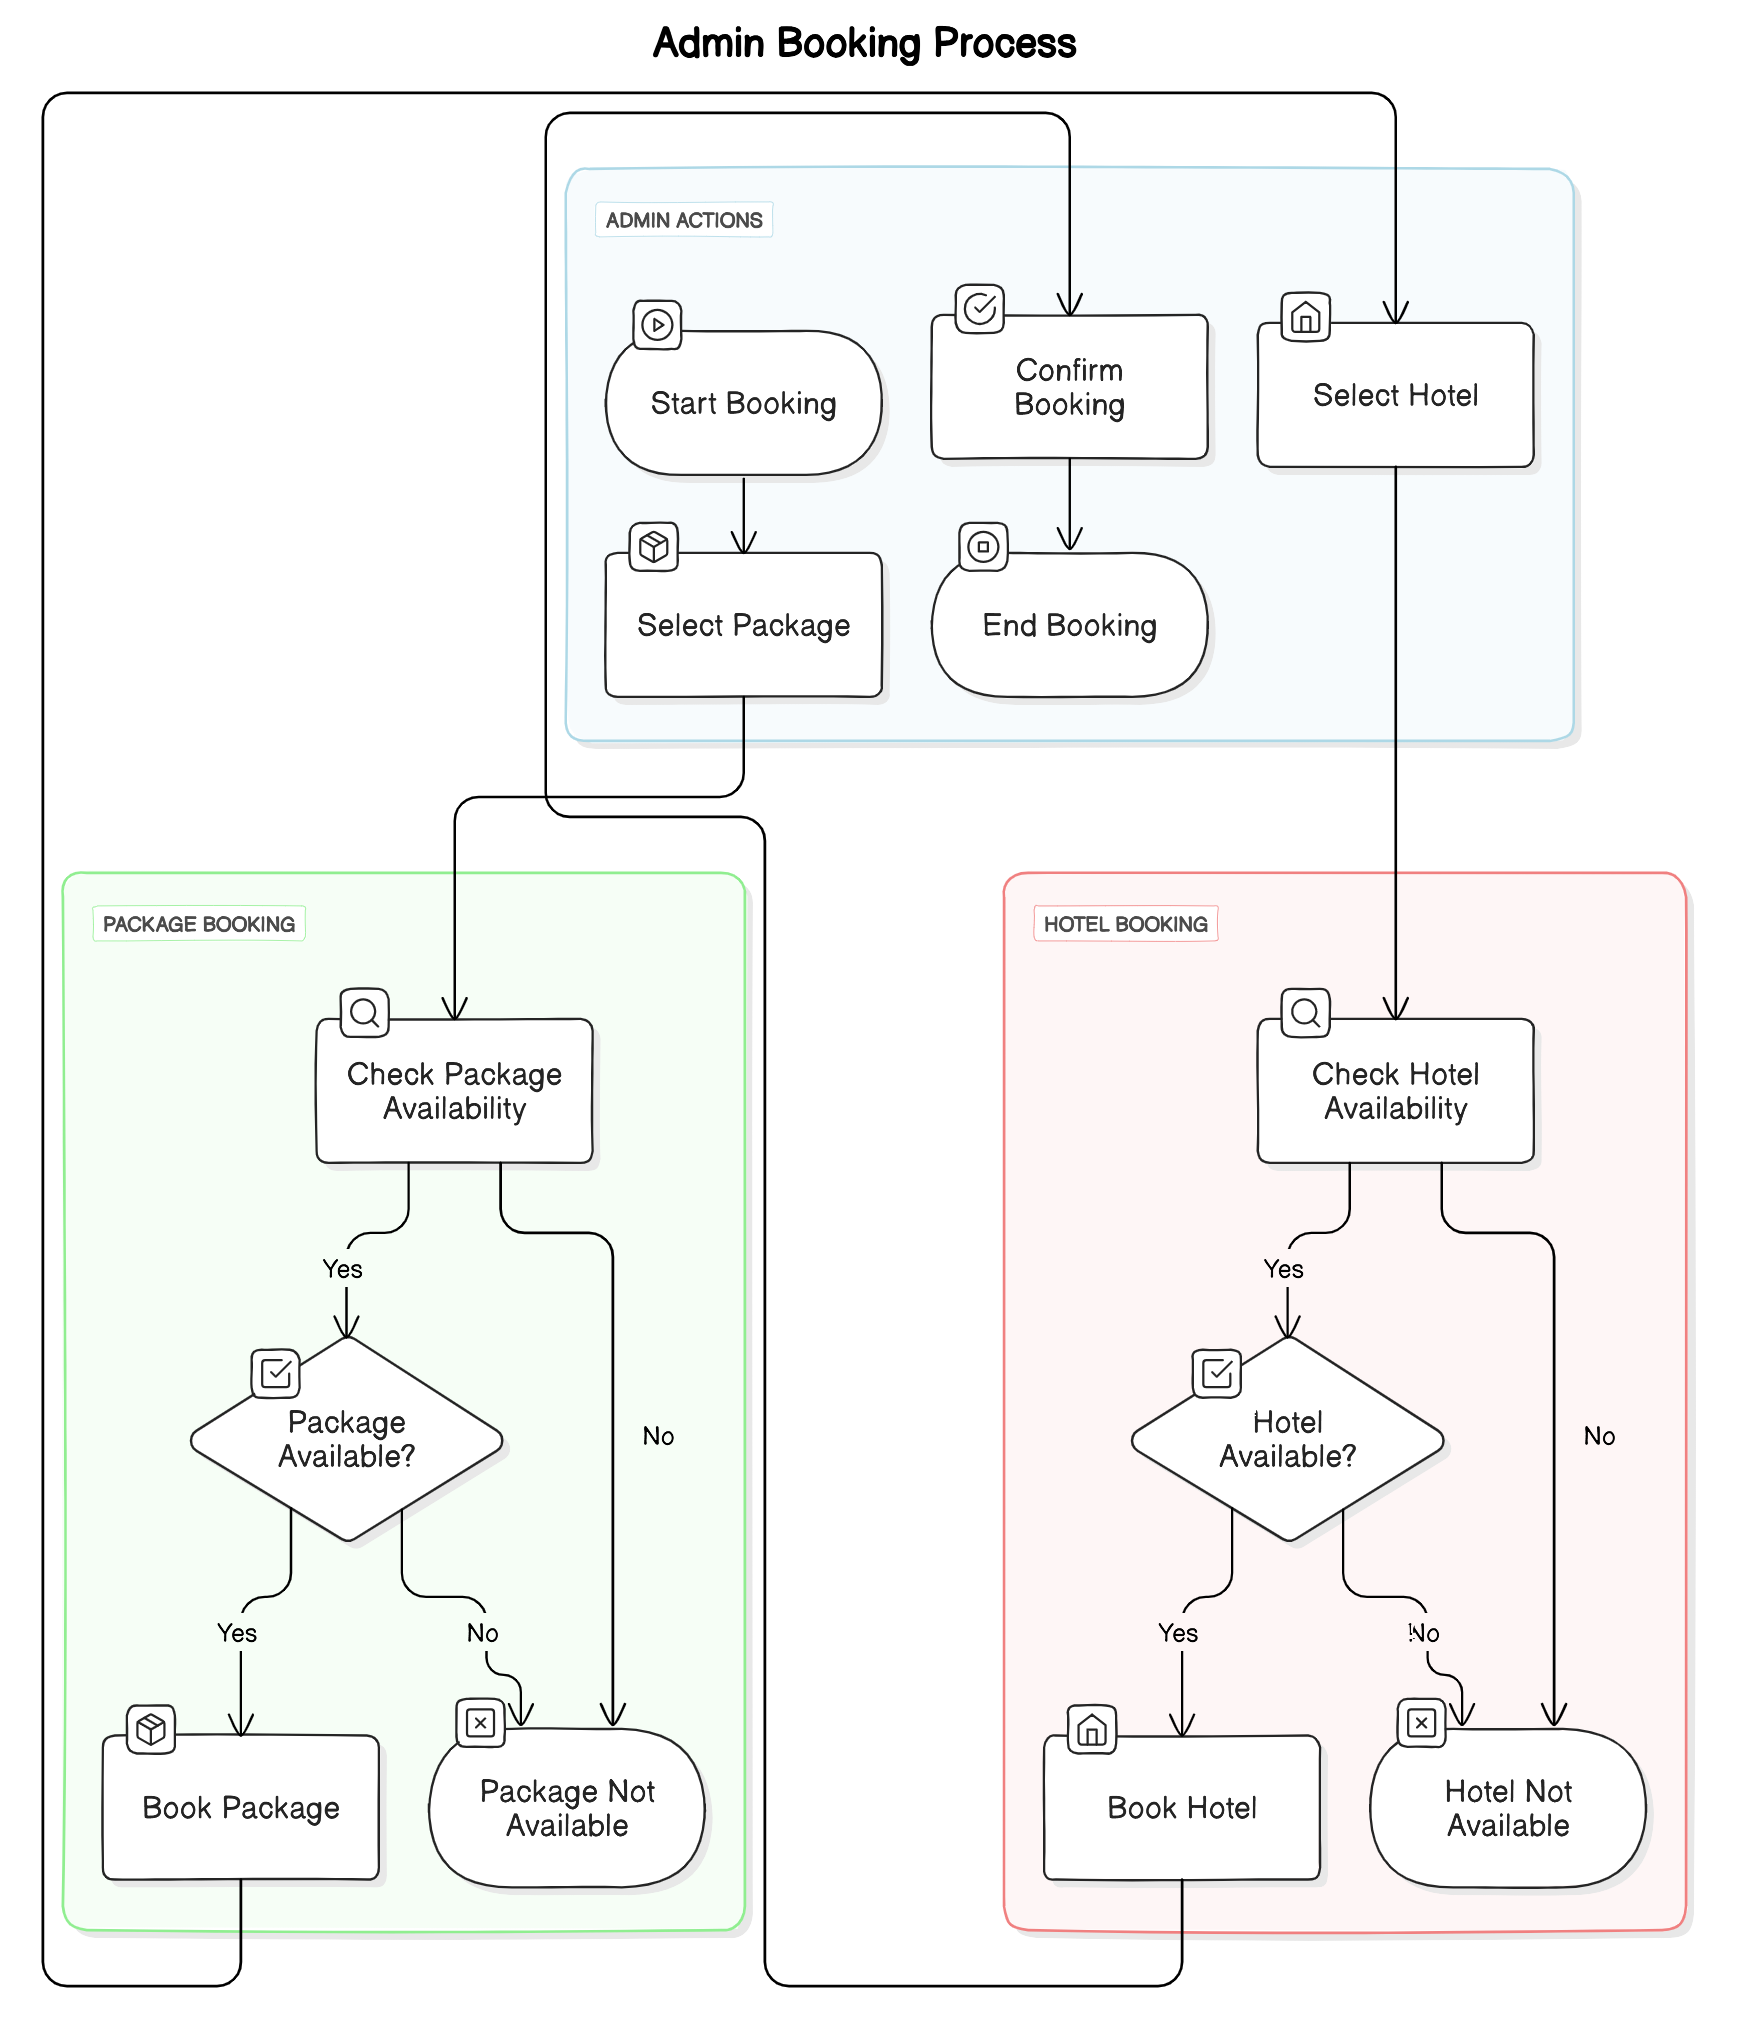 Admin Booking Process
ADMIN ACTIONS
Start Booking
Confirm
Booking
Select Hotel
Select Package
End Booking
PACKAGE BOOKING
HOTEL BOOKING
Check Package
Availability
Check Hotel
Availability
Yes
Yes
Package
Available?
No
Hotel
Available?
No
Yes
No
Yes
No
Book Package
Package Not
Available
Book Hotel
Hotel Not
Available